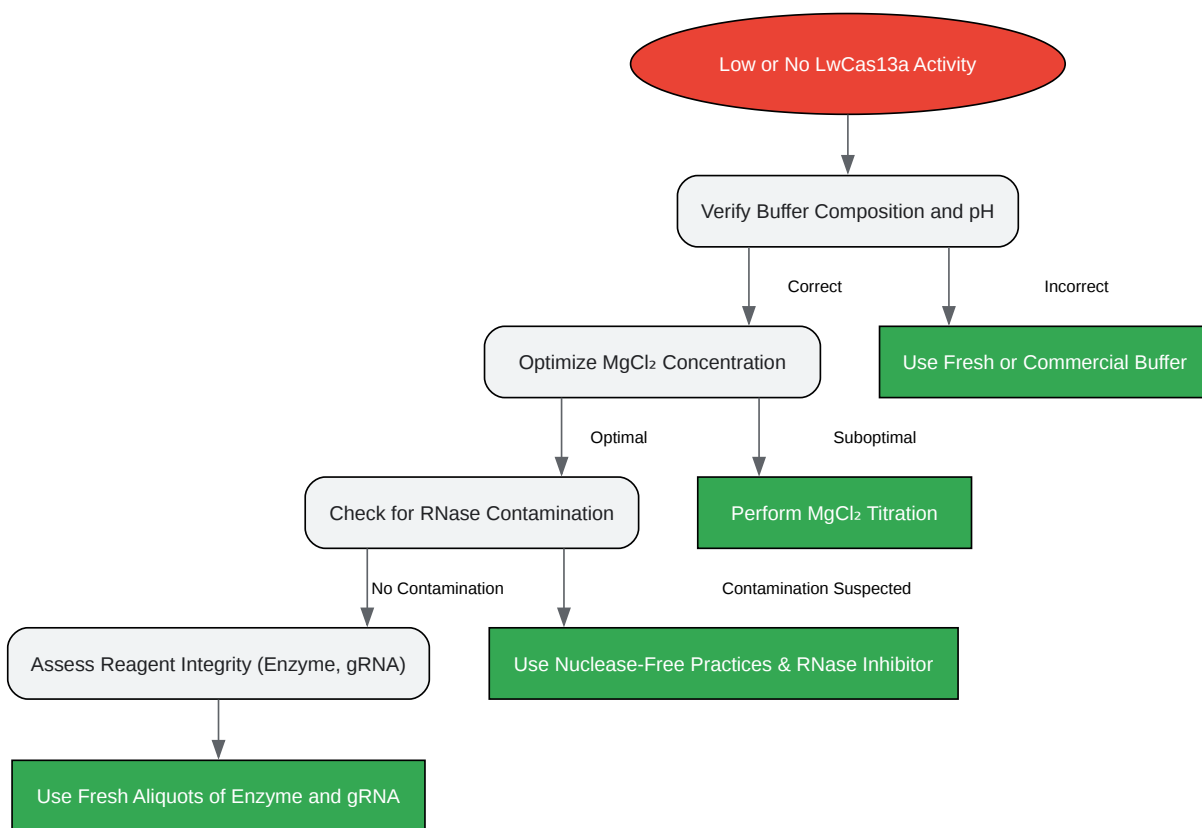 Low or No LwCas13a Activity
Verify Buffer Composition and pH
Correct
Incorrect
Optimize MgCl₂ Concentration
Use Fresh or Commercial Buffer
Optimal
Suboptimal
Check for RNase Contamination
Perform MgCl₂ Titration
No Contamination
Contamination Suspected
Assess Reagent Integrity (Enzyme, gRNA)
Use Nuclease-Free Practices & RNase Inhibitor
Use Fresh Aliquots of Enzyme and gRNA